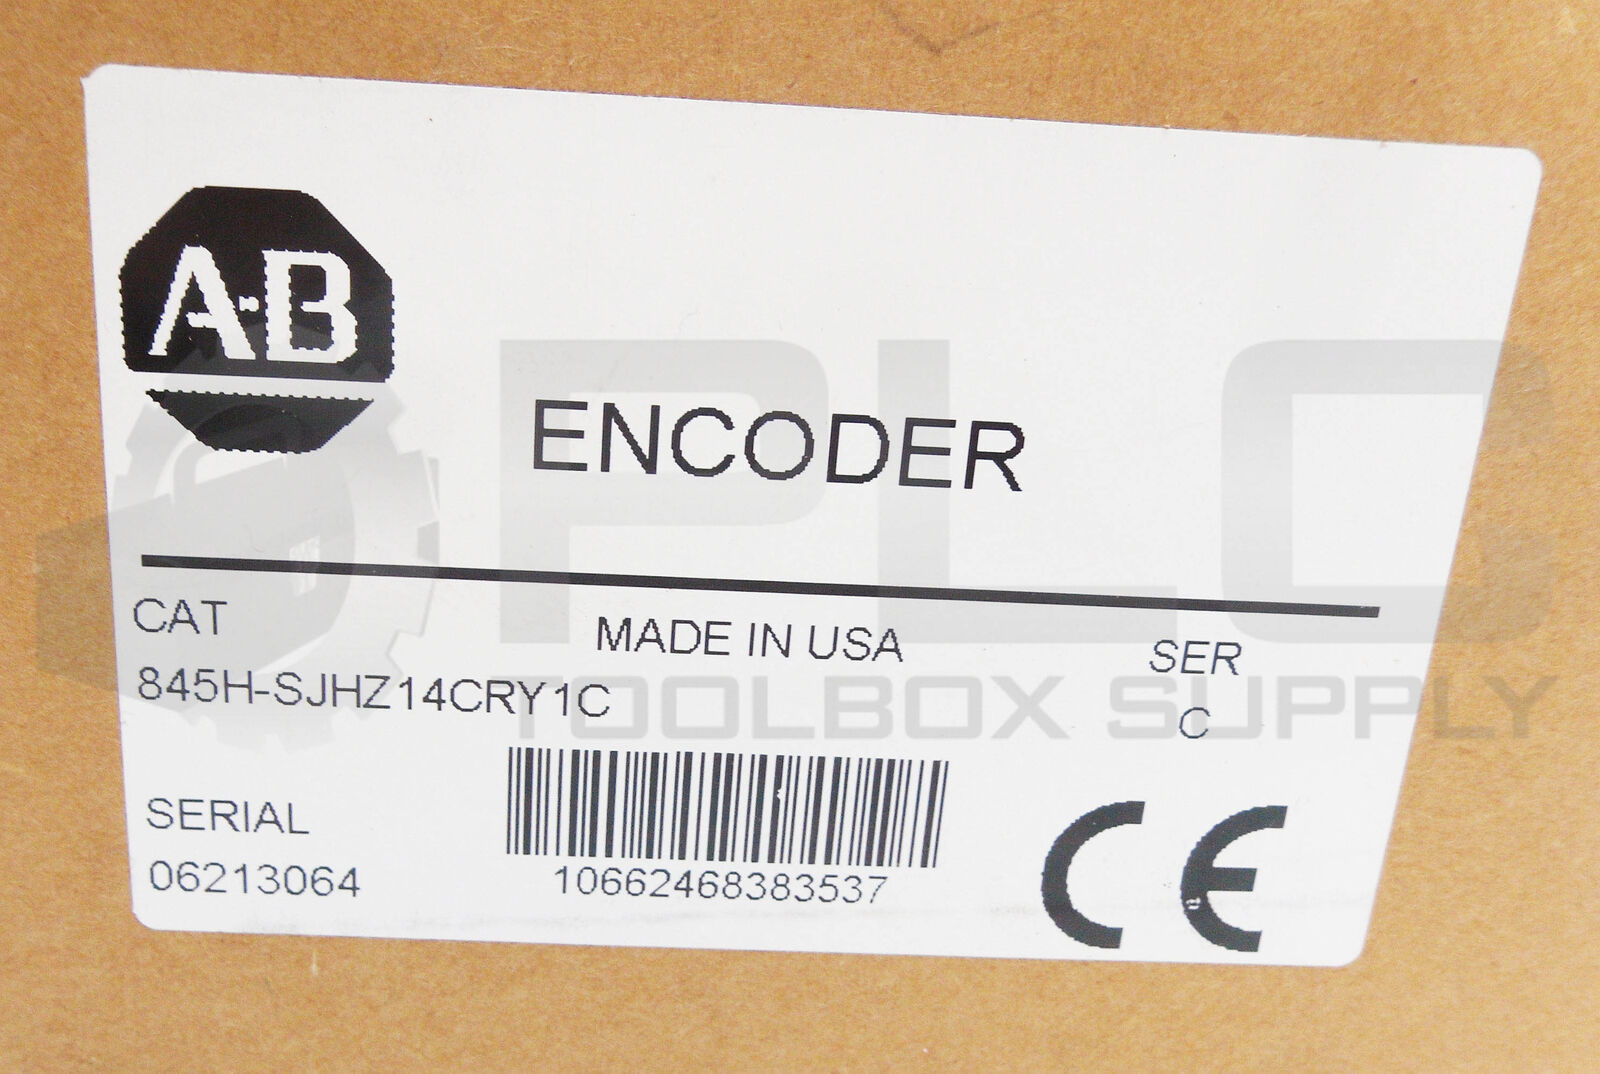 A-B
ENCODER
CAT
MADE IN USA
SER
845H-SJHZ14CRY1C
C
SERIAL
06213064
10662468383537
CE
PLC
TOOLBOX SUPPLY